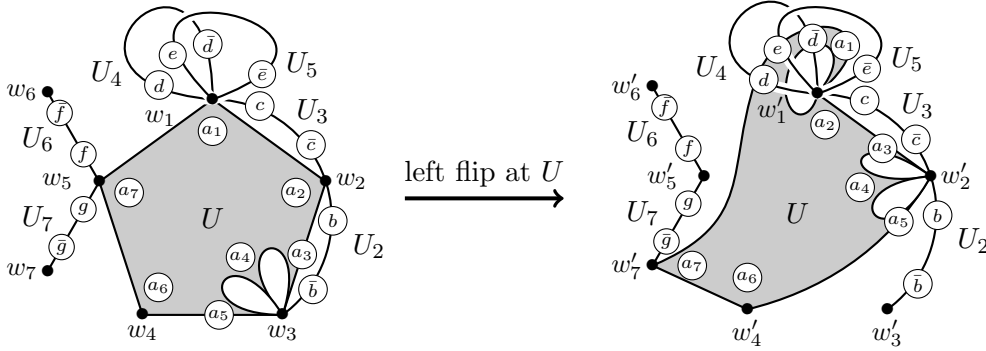 d̄
e
ē
d
c
U₄
U₅
U₃
w₁
a₁
c̄
w₆
f̄
U₆
f
w₅
a₇
a₂
w₂
g
U₇
ḡ
w₇
U
b
U₂
a₃
a₄
b̄
a₆
a₅
w₄
w₃
left flip at U
d̄
a₁
e
ē
d
c
U₄
U₅
U₃
w′₁
a₂
c̄
w′₆
f̄
U₆
f
a₃
w′₅
a₄
w′₂
g
U₇
ḡ
U
a₅
b
U₂
w′₇
a₇
a₆
b̄
w′₄
w′₃